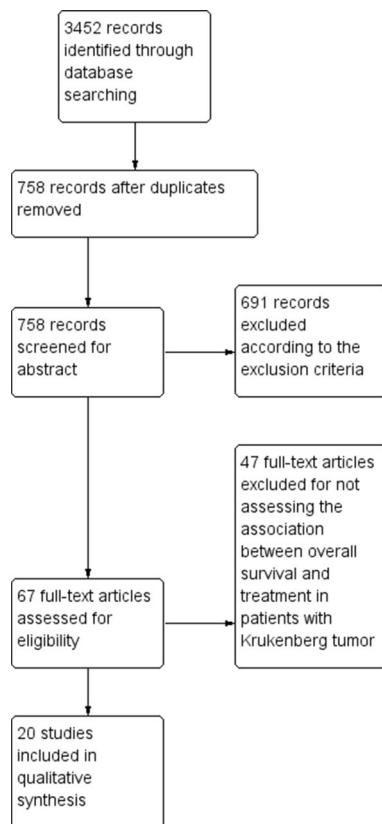 3452 records
identified through
database
searching
758 records after duplicates
removed
758 records
screened for
abstract
691 records
excluded
according to the
exclusion criteria
47 full-text articles
excluded for not
assessing the
association
between overall
survival and
treatment in
patients with
Krukenberg tumor
67 full-text articles
assessed for
eligibility
20 studies
included in
qualitative
synthesis